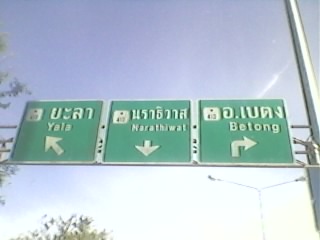 ยะลา
Yala
นราธิวาส
Narathiwat
อ.เบตง
Betong